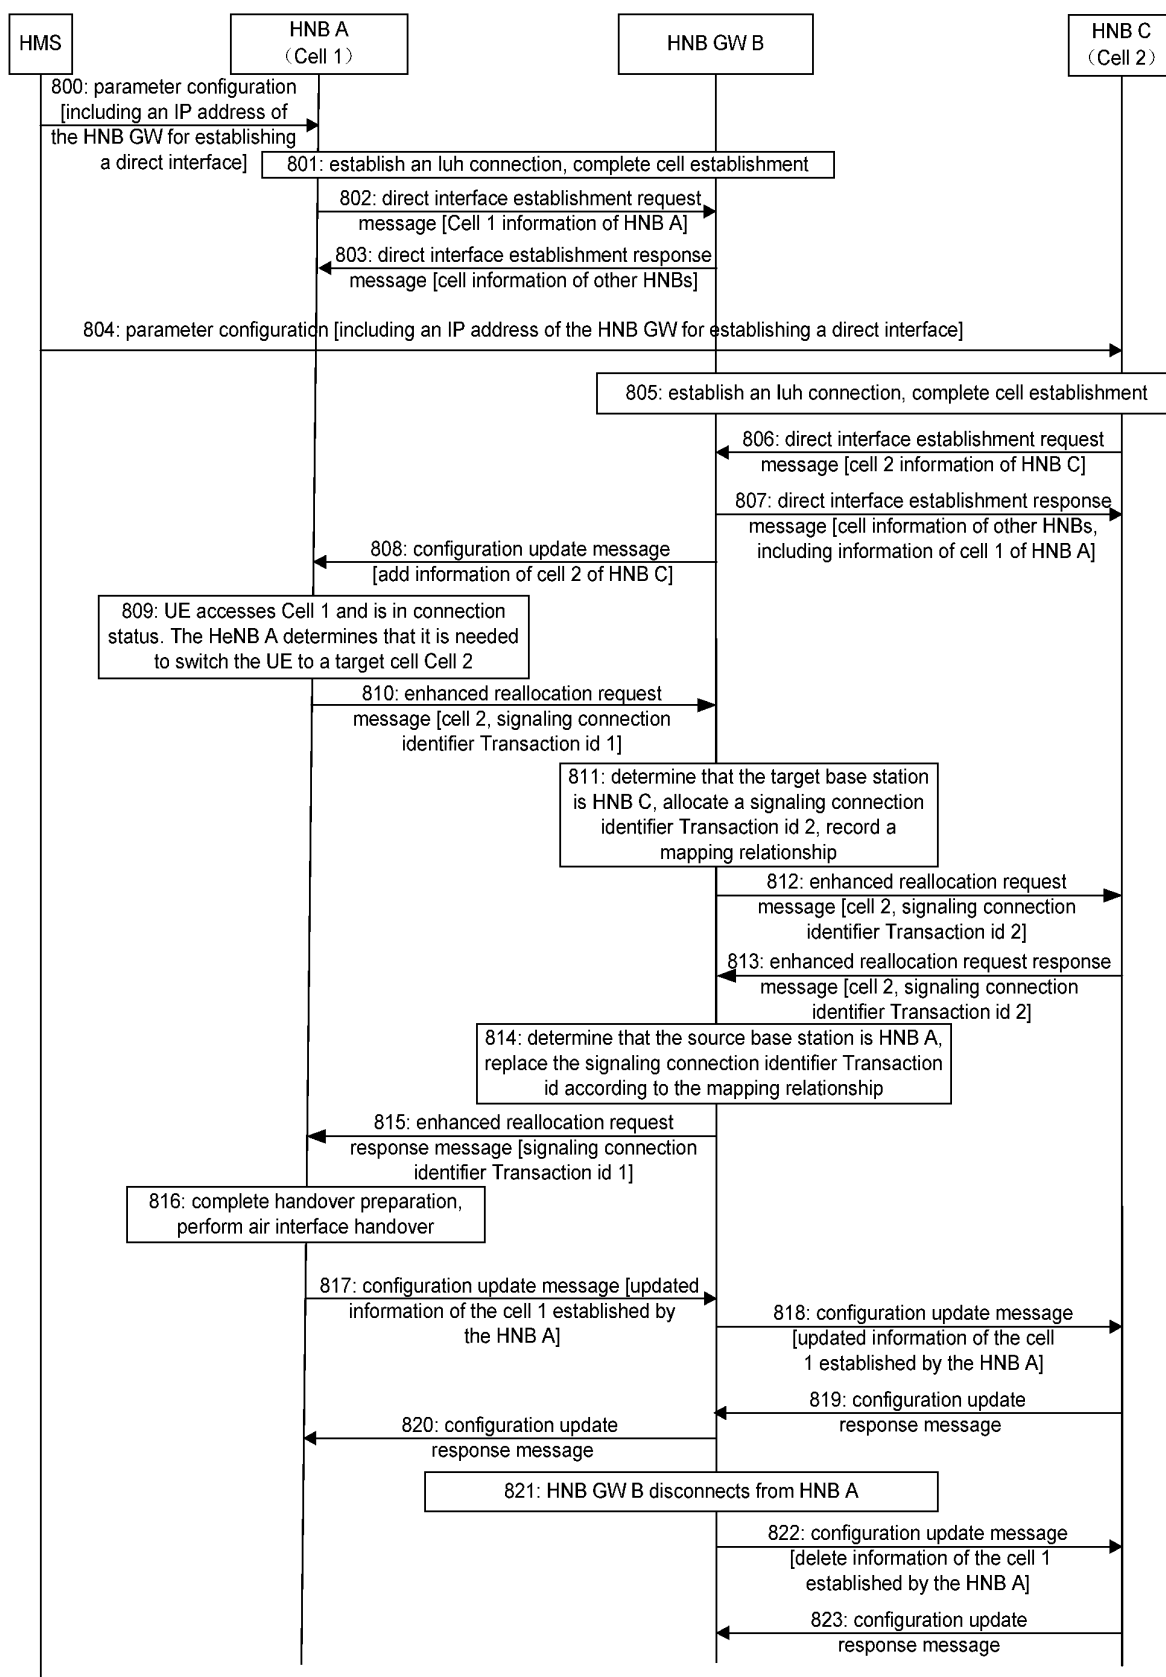 HMS
HNB A
（Cell 1）
HNB GW B
HNB C
（Cell 2）
800: parameter configuration
[including an IP address of
the HNB GW for establishing
a direct interface]
801: establish an Iuh connection, complete cell establishment
802: direct interface establishment request
message [Cell 1 information of HNB A]
803: direct interface establishment response
message [cell information of other HNBs]
804: parameter configuration [including an IP address of the HNB GW for establishing a direct interface]
805: establish an Iuh connection, complete cell establishment
806: direct interface establishment request
message [cell 2 information of HNB C]
807: direct interface establishment response
message [cell information of other HNBs,
including information of cell 1 of HNB A]
808: configuration update message
[add information of cell 2 of HNB C]
809: UE accesses Cell 1 and is in connection
status. The HeNB A determines that it is needed
to switch the UE to a target cell Cell 2
810: enhanced reallocation request
message [cell 2, signaling connection
identifier Transaction id 1]
811: determine that the target base station
is HNB C, allocate a signaling connection
identifier Transaction id 2, record a
mapping relationship
812: enhanced reallocation request
message [cell 2, signaling connection
identifier Transaction id 2]
813: enhanced reallocation request response
message [cell 2, signaling connection
identifier Transaction id 2]
814: determine that the source base station is HNB A,
replace the signaling connection identifier Transaction
id according to the mapping relationship
815: enhanced reallocation request
response message [signaling connection
identifier Transaction id 1]
816: complete handover preparation,
perform air interface handover
817: configuration update message [updated
information of the cell 1 established by
the HNB A]
818: configuration update message
[updated information of the cell
1 established by the HNB A]
819: configuration update
response message
820: configuration update
response message
821: HNB GW B disconnects from HNB A
822: configuration update message
[delete information of the cell 1
established by the HNB A]
823: configuration update
response message